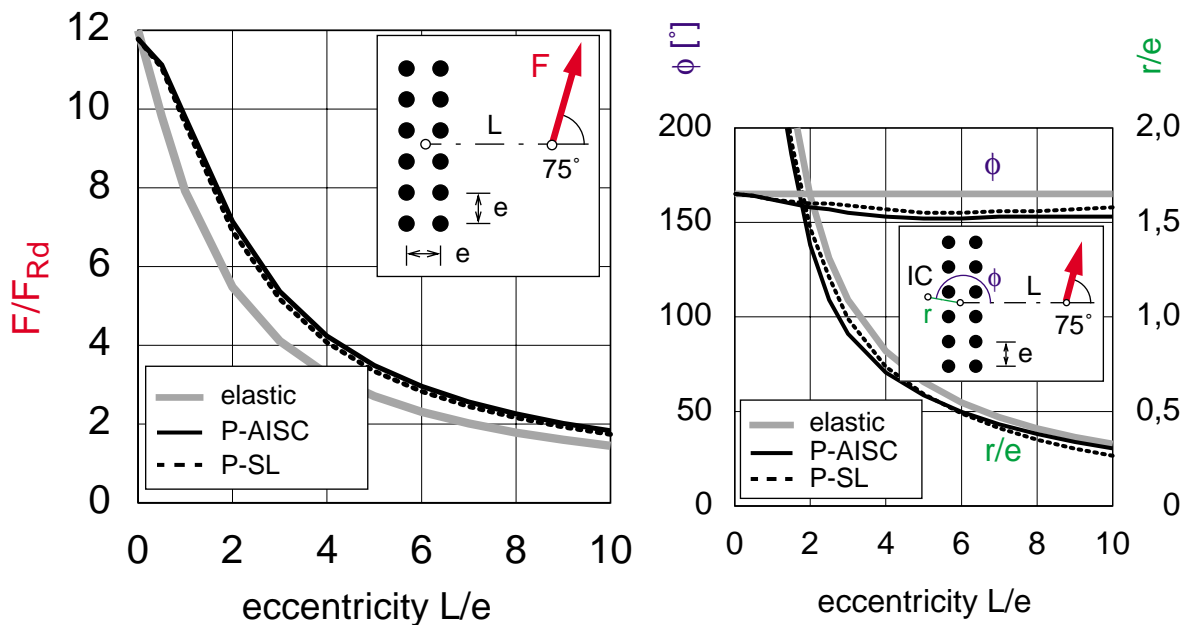 12
10
8
6
4
2
0
F/F_Rd
F
L
75°
e
e
elastic
P-AISC
P-SL
0 2 4 6 8 10
eccentricity L/e
ϕ [°]
r/e
200
150
100
50
0
2,0
1,5
1,0
0,5
0
ϕ
IC
ϕ
L
r
75°
e
elastic
P-AISC
P-SL
r/e
0 2 4 6 8 10
eccentricity L/e